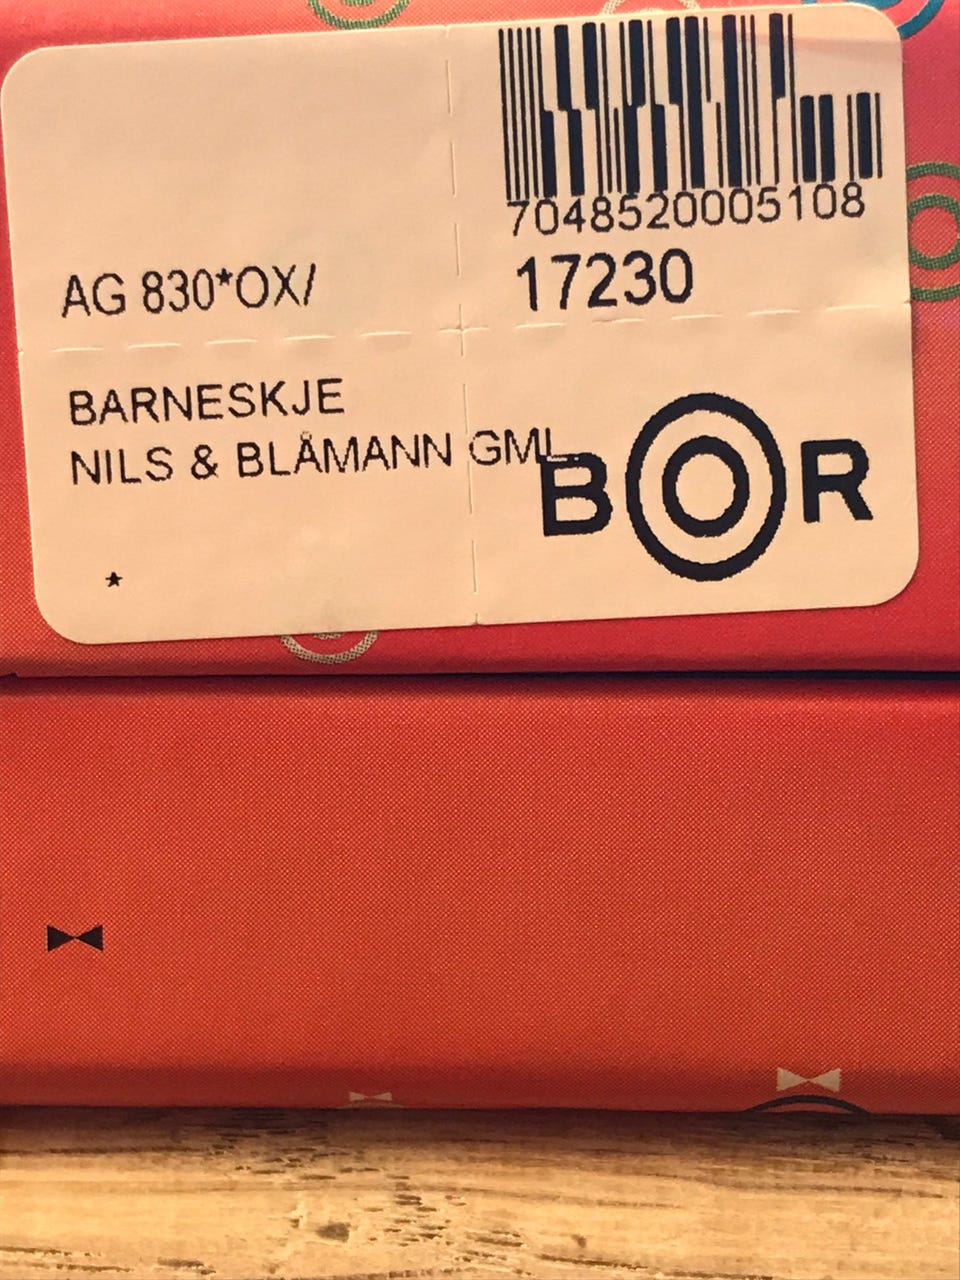 7048520005108
17230
AG 830*OX/
BARNESKJE
NILS & BLÅMANN GML.
BOR
*